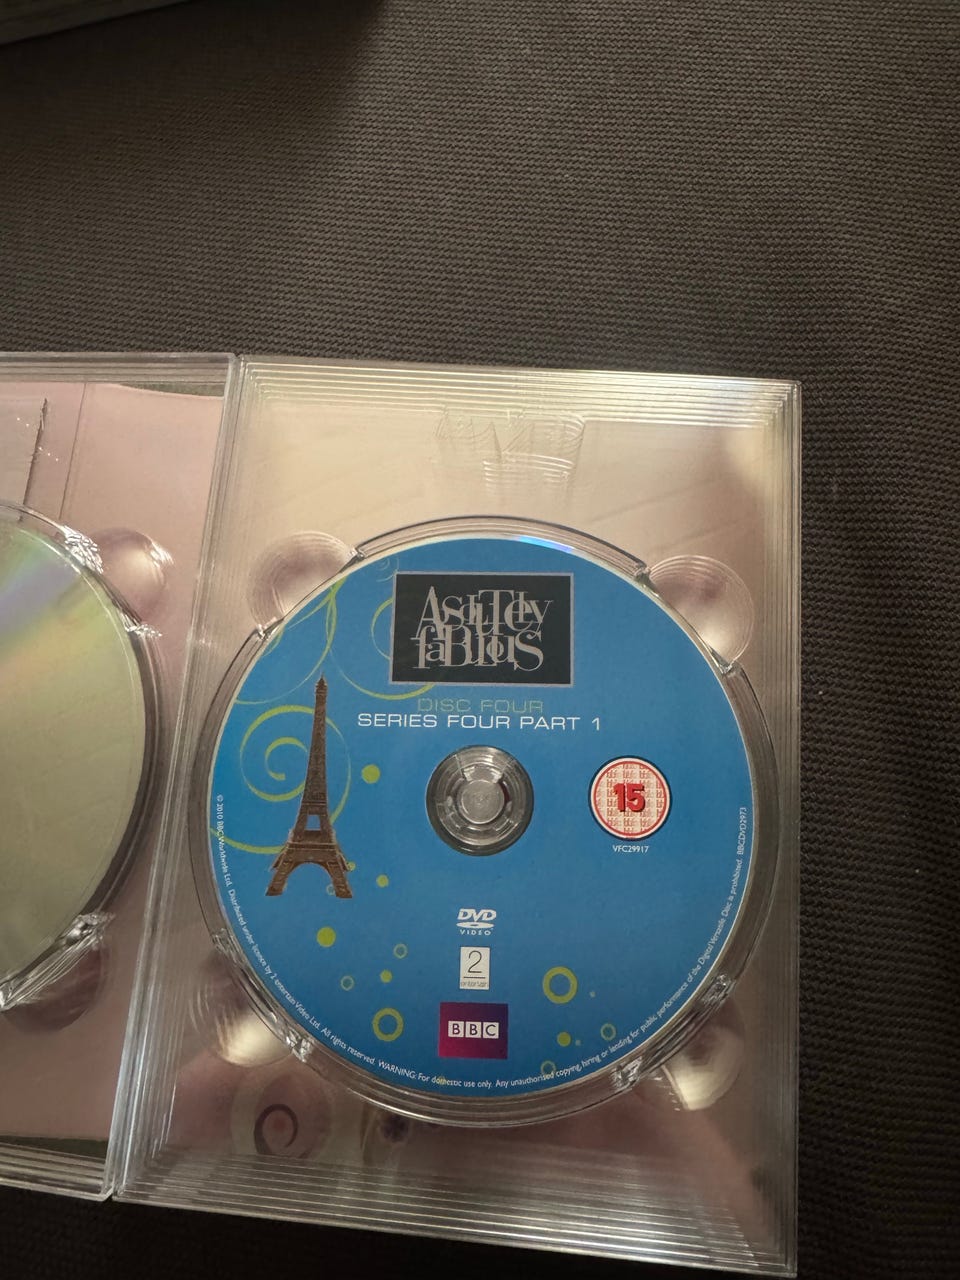 ABSOLUTELY
FABULOUS
DISC FOUR
SERIES FOUR PART 1
15
VFC29917
DVD
VIDEO
2
entertain
BBC
© 2010 BBC Worldwide Ltd. Distributed under licence by 2 entertain Video Ltd. All rights reserved. WARNING: For domestic use only. Any unauthorised copying, hiring or lending for public performance of the Digital Versatile Disc is prohibited. BBCDVD2973